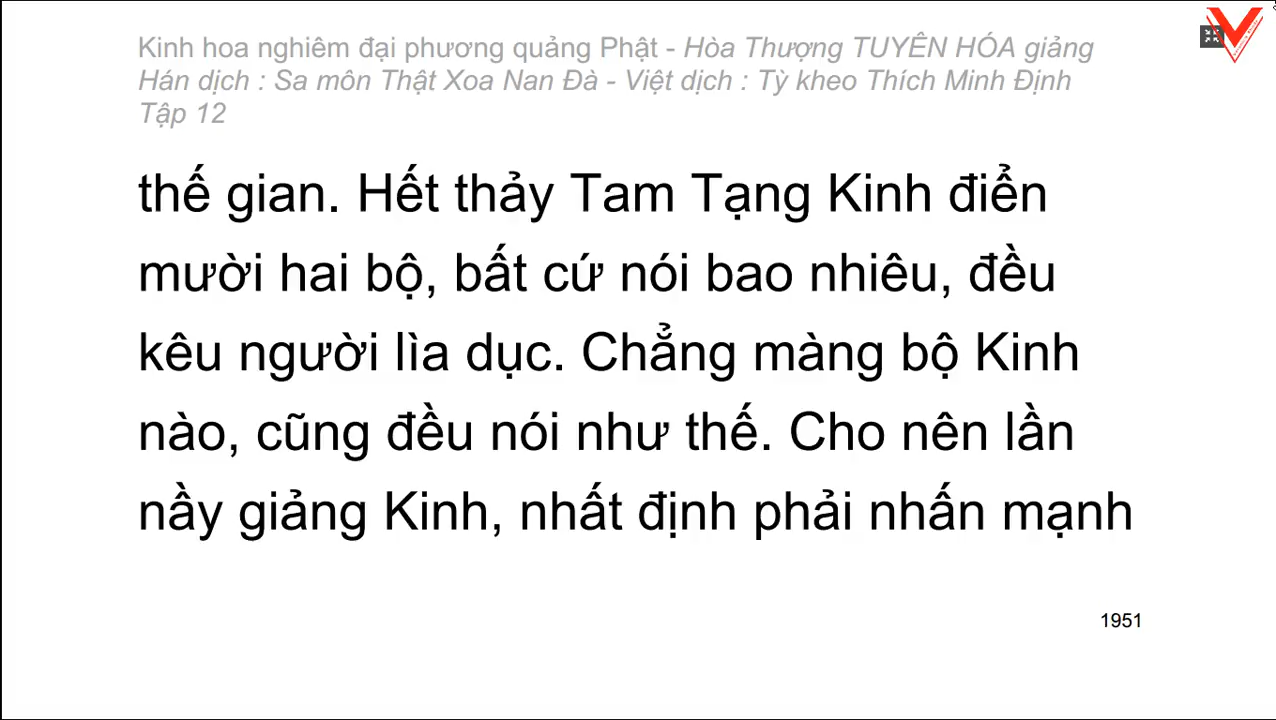 Kinh hoa nghiêm đại phương quảng Phật - Hòa Thượng TUYÊN HÓA giảng
Hán dịch : Sa môn Thật Xoa Nan Đà - Việt dịch : Tỳ kheo Thích Minh Định
Tập 12
thế gian. Hết thảy Tam Tạng Kinh điển
mười hai bộ, bất cứ nói bao nhiêu, đều
kêu người lìa dục. Chẳng màng bộ Kinh
nào, cũng đều nói như thế. Cho nên lần
nầy giảng Kinh, nhất định phải nhấn mạnh
1951